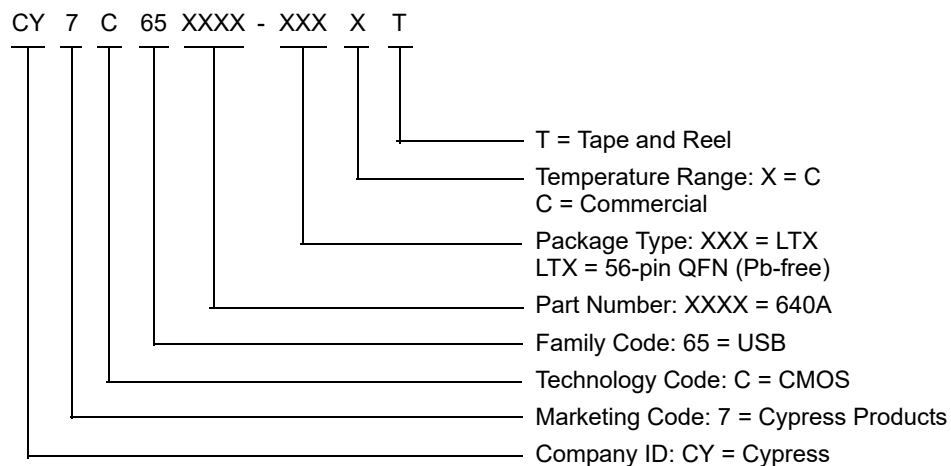 CY 7 C 65 XXXX - XXX X T
T = Tape and Reel
Temperature Range: X = C
C = Commercial
Package Type: XXX = LTX
LTX = 56-pin QFN (Pb-free)
Part Number: XXXX = 640A
Family Code: 65 = USB
Technology Code: C = CMOS
Marketing Code: 7 = Cypress Products
Company ID: CY = Cypress